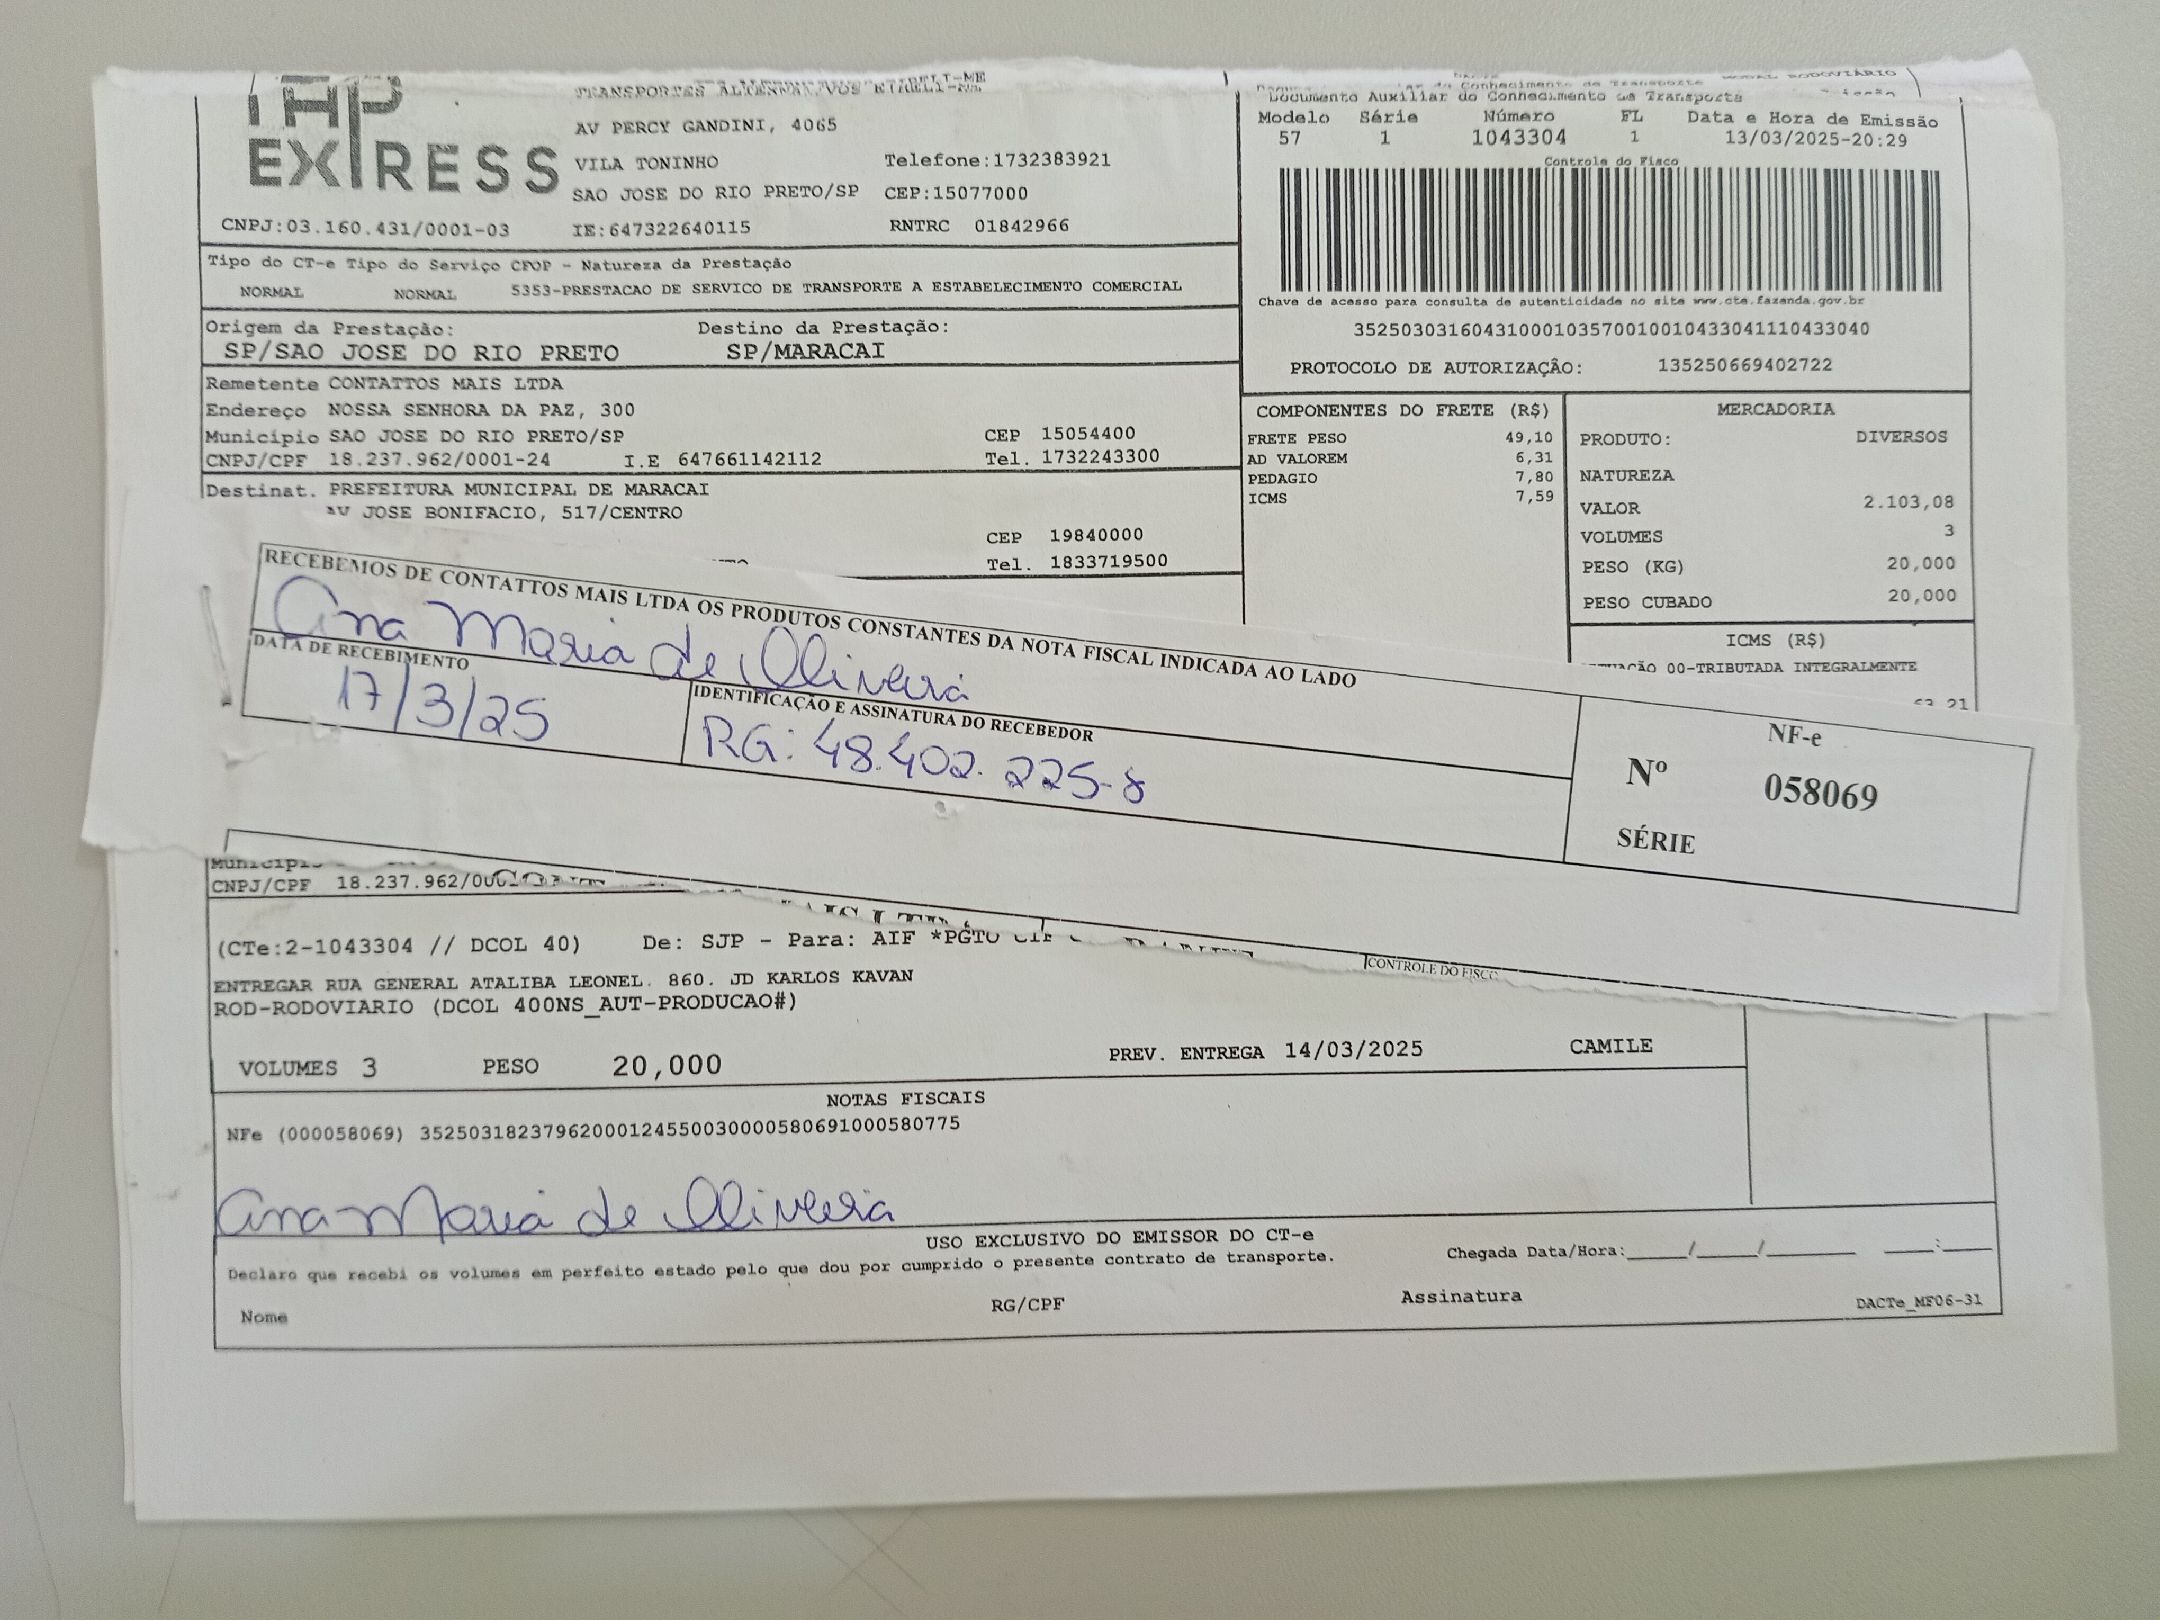 EXPRESS
AV PERCY GANDINI, 4065
VILA TONINHO Telefone:1732383921
SAO JOSE DO RIO PRETO/SP CEP:15077000
CNPJ:03.160.431/0001-03 IE:647322640115 RNTRC 01842966
Documento Auxiliar do Conhecimento de Transporte
Modelo Série Número FL Data e Hora de Emissão
57 1 1043304 1 13/03/2025-20:29
Controle do Fisco
Chave de acesso para consulta de autenticidade no site www.cte.fazenda.gov.br
35250303160431000103570010010433041110433040
PROTOCOLO DE AUTORIZAÇÃO: 135250669402722
Tipo do CT-e Tipo do Serviço CFOP - Natureza da Prestação
NORMAL NORMAL 5353-PRESTACAO DE SERVICO DE TRANSPORTE A ESTABELECIMENTO COMERCIAL
Origem da Prestação: Destino da Prestação:
SP/SAO JOSE DO RIO PRETO SP/MARACAI
Remetente CONTATTOS MAIS LTDA
Endereço NOSSA SENHORA DA PAZ, 300
Município SAO JOSE DO RIO PRETO/SP CEP 15054400
CNPJ/CPF 18.237.962/0001-24 I.E 647661142112 Tel. 1732243300
Destinat. PREFEITURA MUNICIPAL DE MARACAI
AV JOSE BONIFACIO, 517/CENTRO
CEP 19840000
Tel. 1833719500
COMPONENTES DO FRETE (R$)
FRETE PESO 49,10
AD VALOREM 6,31
PEDAGIO 7,80
ICMS 7,59
MERCADORIA
PRODUTO: DIVERSOS
NATUREZA
VALOR 2.103,08
VOLUMES 3
PESO (KG) 20,000
PESO CUBADO 20,000
ICMS (R$)
00-TRIBUTADA INTEGRALMENTE
RECEBEMOS DE CONTATTOS MAIS LTDA OS PRODUTOS CONSTANTES DA NOTA FISCAL INDICADA AO LADO
Ana Maria de Oliveira
DATA DE RECEBIMENTO
17/3/25
IDENTIFICAÇÃO E ASSINATURA DO RECEBEDOR
RG: 48.402.225-8
NF-e
Nº 058069
SÉRIE
Município
CNPJ/CPF 18.237.962/
(CTe:2-1043304 // DCOL 40) De: SJP - Para: AIF *PGTO CIF
CONTROLE DO FISCO
ENTREGAR RUA GENERAL ATALIBA LEONEL. 860. JD KARLOS KAVAN
ROD-RODOVIARIO (DCOL 400NS_AUT-PRODUCAO#)
VOLUMES 3 PESO 20,000 PREV. ENTREGA 14/03/2025 CAMILE
NOTAS FISCAIS
NFe (000058069) 35250318237962000124550030000580691000580775
Ana Maria de Oliveira
USO EXCLUSIVO DO EMISSOR DO CT-e
Declaro que recebi os volumes em perfeito estado pelo que dou por cumprido o presente contrato de transporte.
Chegada Data/Hora:_____/_____/_______ ____:____
Nome RG/CPF Assinatura DACTe_MF06-31